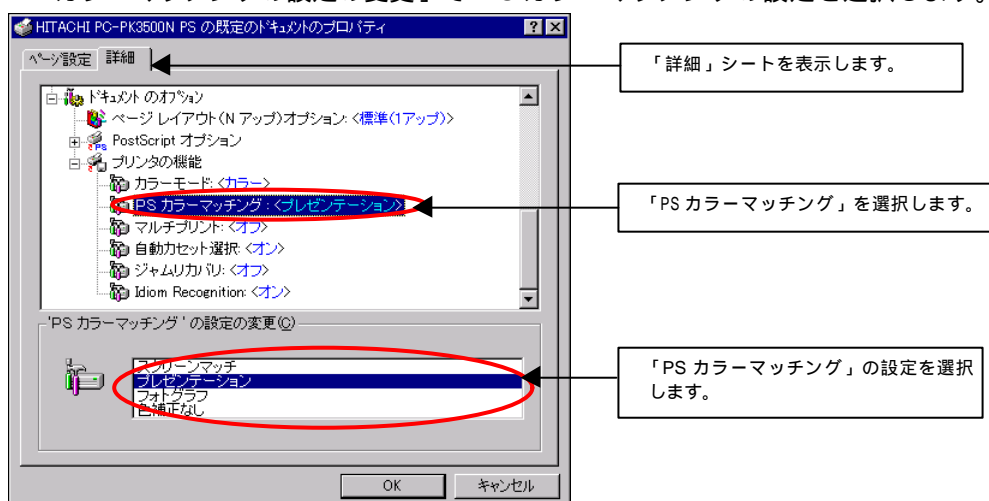 HITACHI PC-PK3500N PS の既定のドキュメントのプロパティ
ページ設定 詳細
「詳細」シートを表示します。
ドキュメント のオプション
ページ レイアウト(N アップ)オプション: <標準(1アップ)>
PostScript オプション
プリンタの機能
カラーモード: <カラー>
PS カラーマッチング : <プレゼンテーション>
「PS カラーマッチング」を選択します。
マルチプリント: <オフ>
自動カセット選択: <オン>
ジャムリカバリ: <オフ>
Idiom Recognition: <オン>
'PS カラーマッチング ' の設定の変更(C)
スクリーンマッチ
プレゼンテーション
フォトグラフ
色補正なし
「PS カラーマッチング」の設定を選択
します。
OK キャンセル